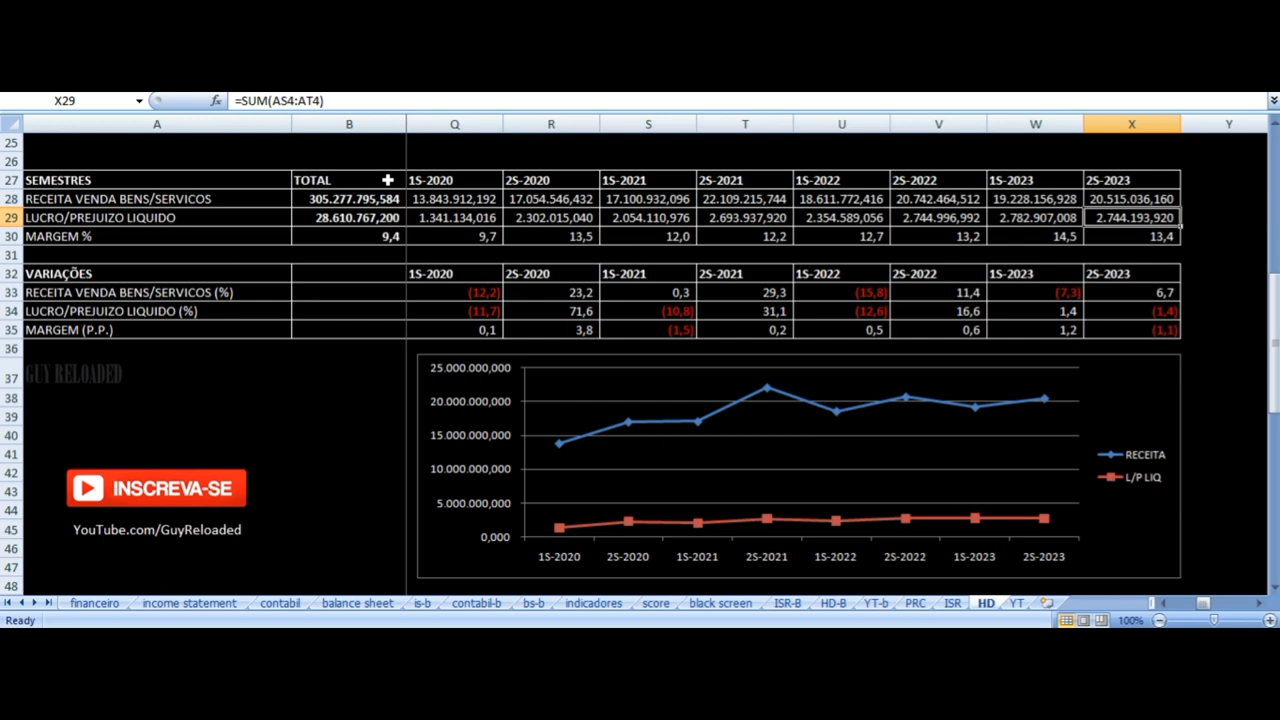 X29 fx =SUM(AS4:AT4)
A B Q R S T U V W X Y
25
26
27 SEMESTRES TOTAL 1S-2020 2S-2020 1S-2021 2S-2021 1S-2022 2S-2022 1S-2023 2S-2023
28 RECEITA VENDA BENS/SERVICOS 305.277.795,584 13.843.912,192 17.054.546,432 17.100.932,096 22.109.215,744 18.611.772,416 20.742.464,512 19.228.156,928 20.515.036,160
29 LUCRO/PREJUIZO LIQUIDO 28.610.767,200 1.341.134,016 2.302.015,040 2.054.110,976 2.693.937,920 2.354.589,056 2.744.996,992 2.782.907,008 2.744.193,920
30 MARGEM % 9,4 9,7 13,5 12,0 12,2 12,7 13,2 14,5 13,4
31
32 VARIAÇÕES 1S-2020 2S-2020 1S-2021 2S-2021 1S-2022 2S-2022 1S-2023 2S-2023
33 RECEITA VENDA BENS/SERVICOS (%) (12,2) 23,2 0,3 29,3 (15,8) 11,4 (7,3) 6,7
34 LUCRO/PREJUIZO LIQUIDO (%) (11,7) 71,6 (10,8) 31,1 (12,6) 16,6 1,4 (1,4)
35 MARGEM (P.P.) 0,1 3,8 (1,5) 0,2 0,5 0,6 1,2 (1,1)
36
37 GUY RELOADED
38
39
40
41
42
43
44
45
46
47
48
INSCREVA-SE
YouTube.com/GuyReloaded
25.000.000,000
20.000.000,000
15.000.000,000
10.000.000,000
5.000.000,000
0,000
1S-2020 2S-2020 1S-2021 2S-2021 1S-2022 2S-2022 1S-2023 2S-2023
RECEITA
L/P LIQ
financeiro income statement contabil balance sheet is-b contabil-b bs-b indicadores score black screen ISR-B HD-B YT-b PRC ISR HD YT
Ready 100%